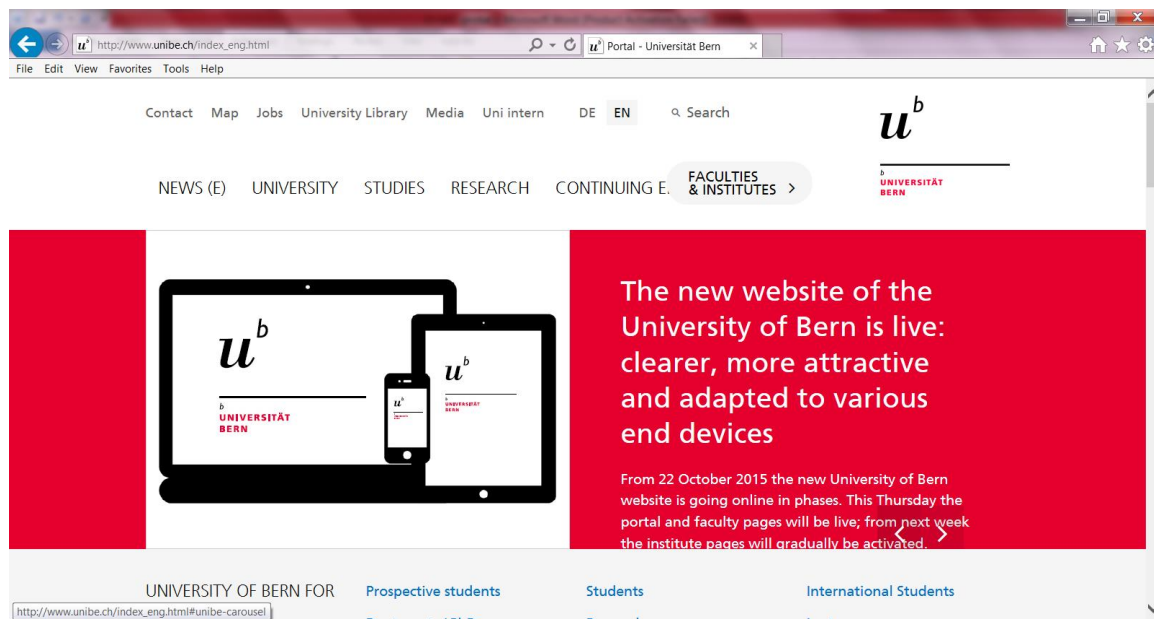 http://www.unibe.ch/index_eng.html
Portal - Universität Bern
File Edit View Favorites Tools Help
Contact Map Jobs University Library Media Uni intern DE EN Search
u^b
NEWS (E) UNIVERSITY STUDIES RESEARCH CONTINUING E. FACULTIES
& INSTITUTES
b
UNIVERSITÄT
BERN
u^b
b
UNIVERSITÄT
BERN
u^b
u^b
b
UNIVERSITÄT
BERN
The new website of the
University of Bern is live:
clearer, more attractive
and adapted to various
end devices
From 22 October 2015 the new University of Bern
website is going online in phases. This Thursday the
portal and faculty pages will be live; from next week
the institute pages will gradually be activated.
UNIVERSITY OF BERN FOR Prospective students Students International Students
http://www.unibe.ch/index_eng.html#unibe-carousel